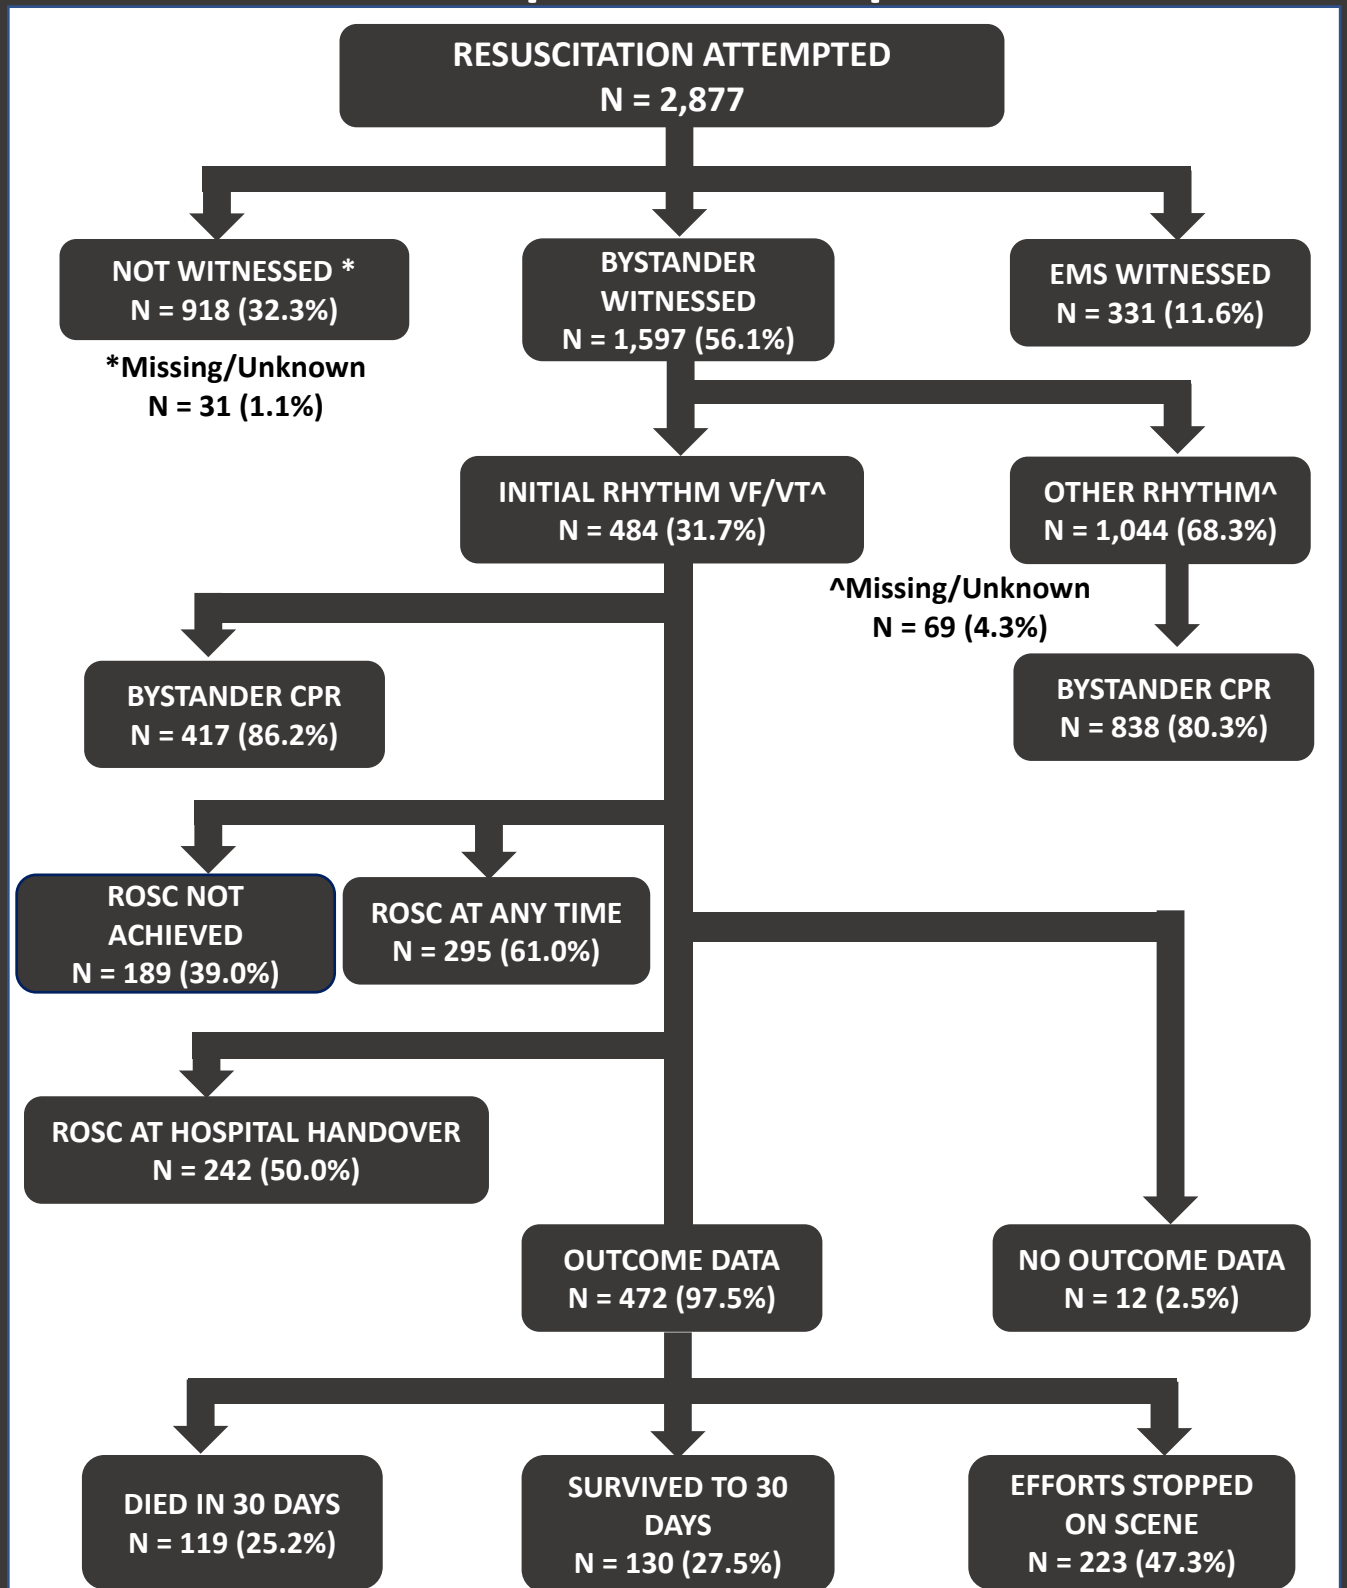 RESUSCITATION ATTEMPTED
N = 2,877
NOT WITNESSED *
N = 918 (32.3%)
*Missing/Unknown
N = 31 (1.1%)
BYSTANDER
WITNESSED
N = 1,597 (56.1%)
EMS WITNESSED
N = 331 (11.6%)
INITIAL RHYTHM VF/VT^
N = 484 (31.7%)
OTHER RHYTHM^
N = 1,044 (68.3%)
^Missing/Unknown
N = 69 (4.3%)
BYSTANDER CPR
N = 417 (86.2%)
BYSTANDER CPR
N = 838 (80.3%)
ROSC NOT
ACHIEVED
N = 189 (39.0%)
ROSC AT ANY TIME
N = 295 (61.0%)
ROSC AT HOSPITAL HANDOVER
N = 242 (50.0%)
OUTCOME DATA
N = 472 (97.5%)
NO OUTCOME DATA
N = 12 (2.5%)
DIED IN 30 DAYS
N = 119 (25.2%)
SURVIVED TO 30
DAYS
N = 130 (27.5%)
EFFORTS STOPPED
ON SCENE
N = 223 (47.3%)